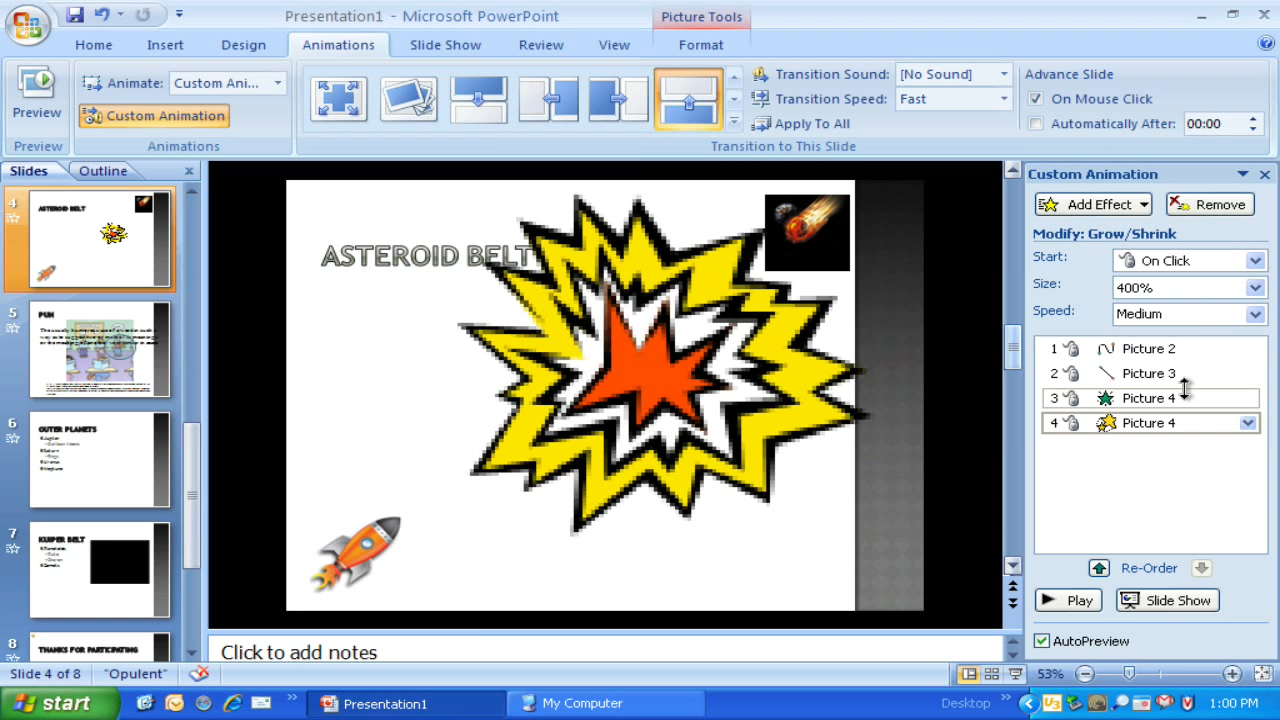 Presentation1 - Microsoft PowerPoint
Picture Tools
Home
Insert
Design
Animations
Slide Show
Review
View
Format
Preview
Animate:
Custom Ani...
Custom Animation
Transition Sound:
[No Sound]
Transition Speed:
Fast
Apply To All
Advance Slide
On Mouse Click
Automatically After:
00:00
Preview
Animations
Transition to This Slide
Slides
Outline
4
ASTEROID BELT
5
PUN
6
OUTER PLANETS
7
KUIPER BELT
8
THANKS FOR PARTICIPATING
ASTEROID BELT
Click to add notes
Custom Animation
Add Effect
Remove
Modify: Grow/Shrink
Start:
On Click
Size:
400%
Speed:
Medium
1 Picture 2
2 Picture 3
3 Picture 4
4 Picture 4
Re-Order
Play
Slide Show
AutoPreview
Slide 4 of 8
"Opulent"
53%
start
Presentation1
My Computer
Desktop
1:00 PM